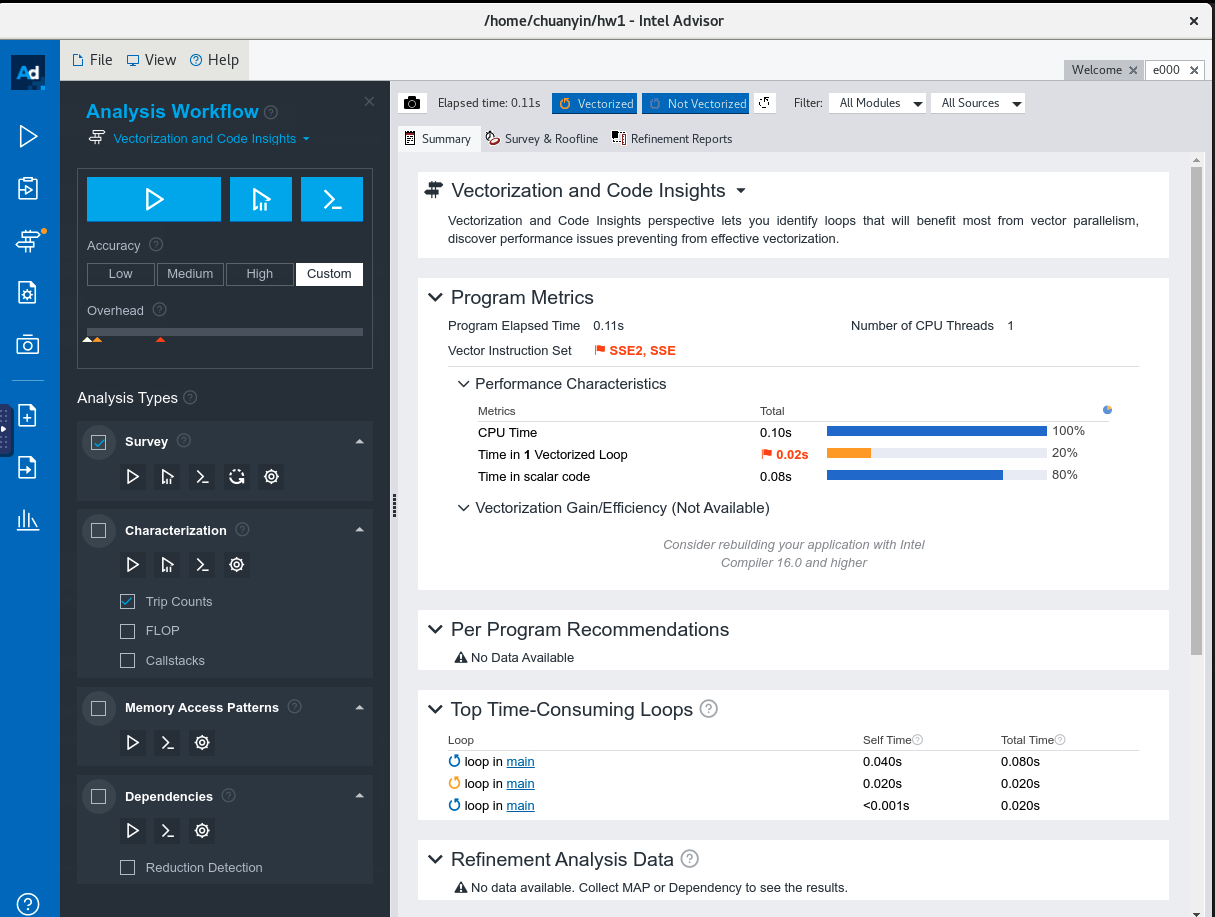 /home/chuanyin/hw1 - Intel Advisor
Ad
File View Help
Welcome e000
Analysis Workflow
Vectorization and Code Insights
Accuracy
Low Medium High Custom
Overhead
Analysis Types
Survey
Characterization
Trip Counts
FLOP
Callstacks
Memory Access Patterns
Dependencies
Reduction Detection
Elapsed time: 0.11s Vectorized Not Vectorized Filter: All Modules All Sources
Summary Survey & Roofline Refinement Reports
Vectorization and Code Insights
Vectorization and Code Insights perspective lets you identify loops that will benefit most from vector parallelism,
discover performance issues preventing from effective vectorization.
Program Metrics
Program Elapsed Time 0.11s Number of CPU Threads 1
Vector Instruction Set SSE2, SSE
Performance Characteristics
Metrics Total
CPU Time 0.10s 100%
Time in 1 Vectorized Loop 0.02s 20%
Time in scalar code 0.08s 80%
Vectorization Gain/Efficiency (Not Available)
Consider rebuilding your application with Intel
Compiler 16.0 and higher
Per Program Recommendations
No Data Available
Top Time-Consuming Loops
Loop Self Time Total Time
loop in main 0.040s 0.080s
loop in main 0.020s 0.020s
loop in main <0.001s 0.020s
Refinement Analysis Data
No data available. Collect MAP or Dependency to see the results.